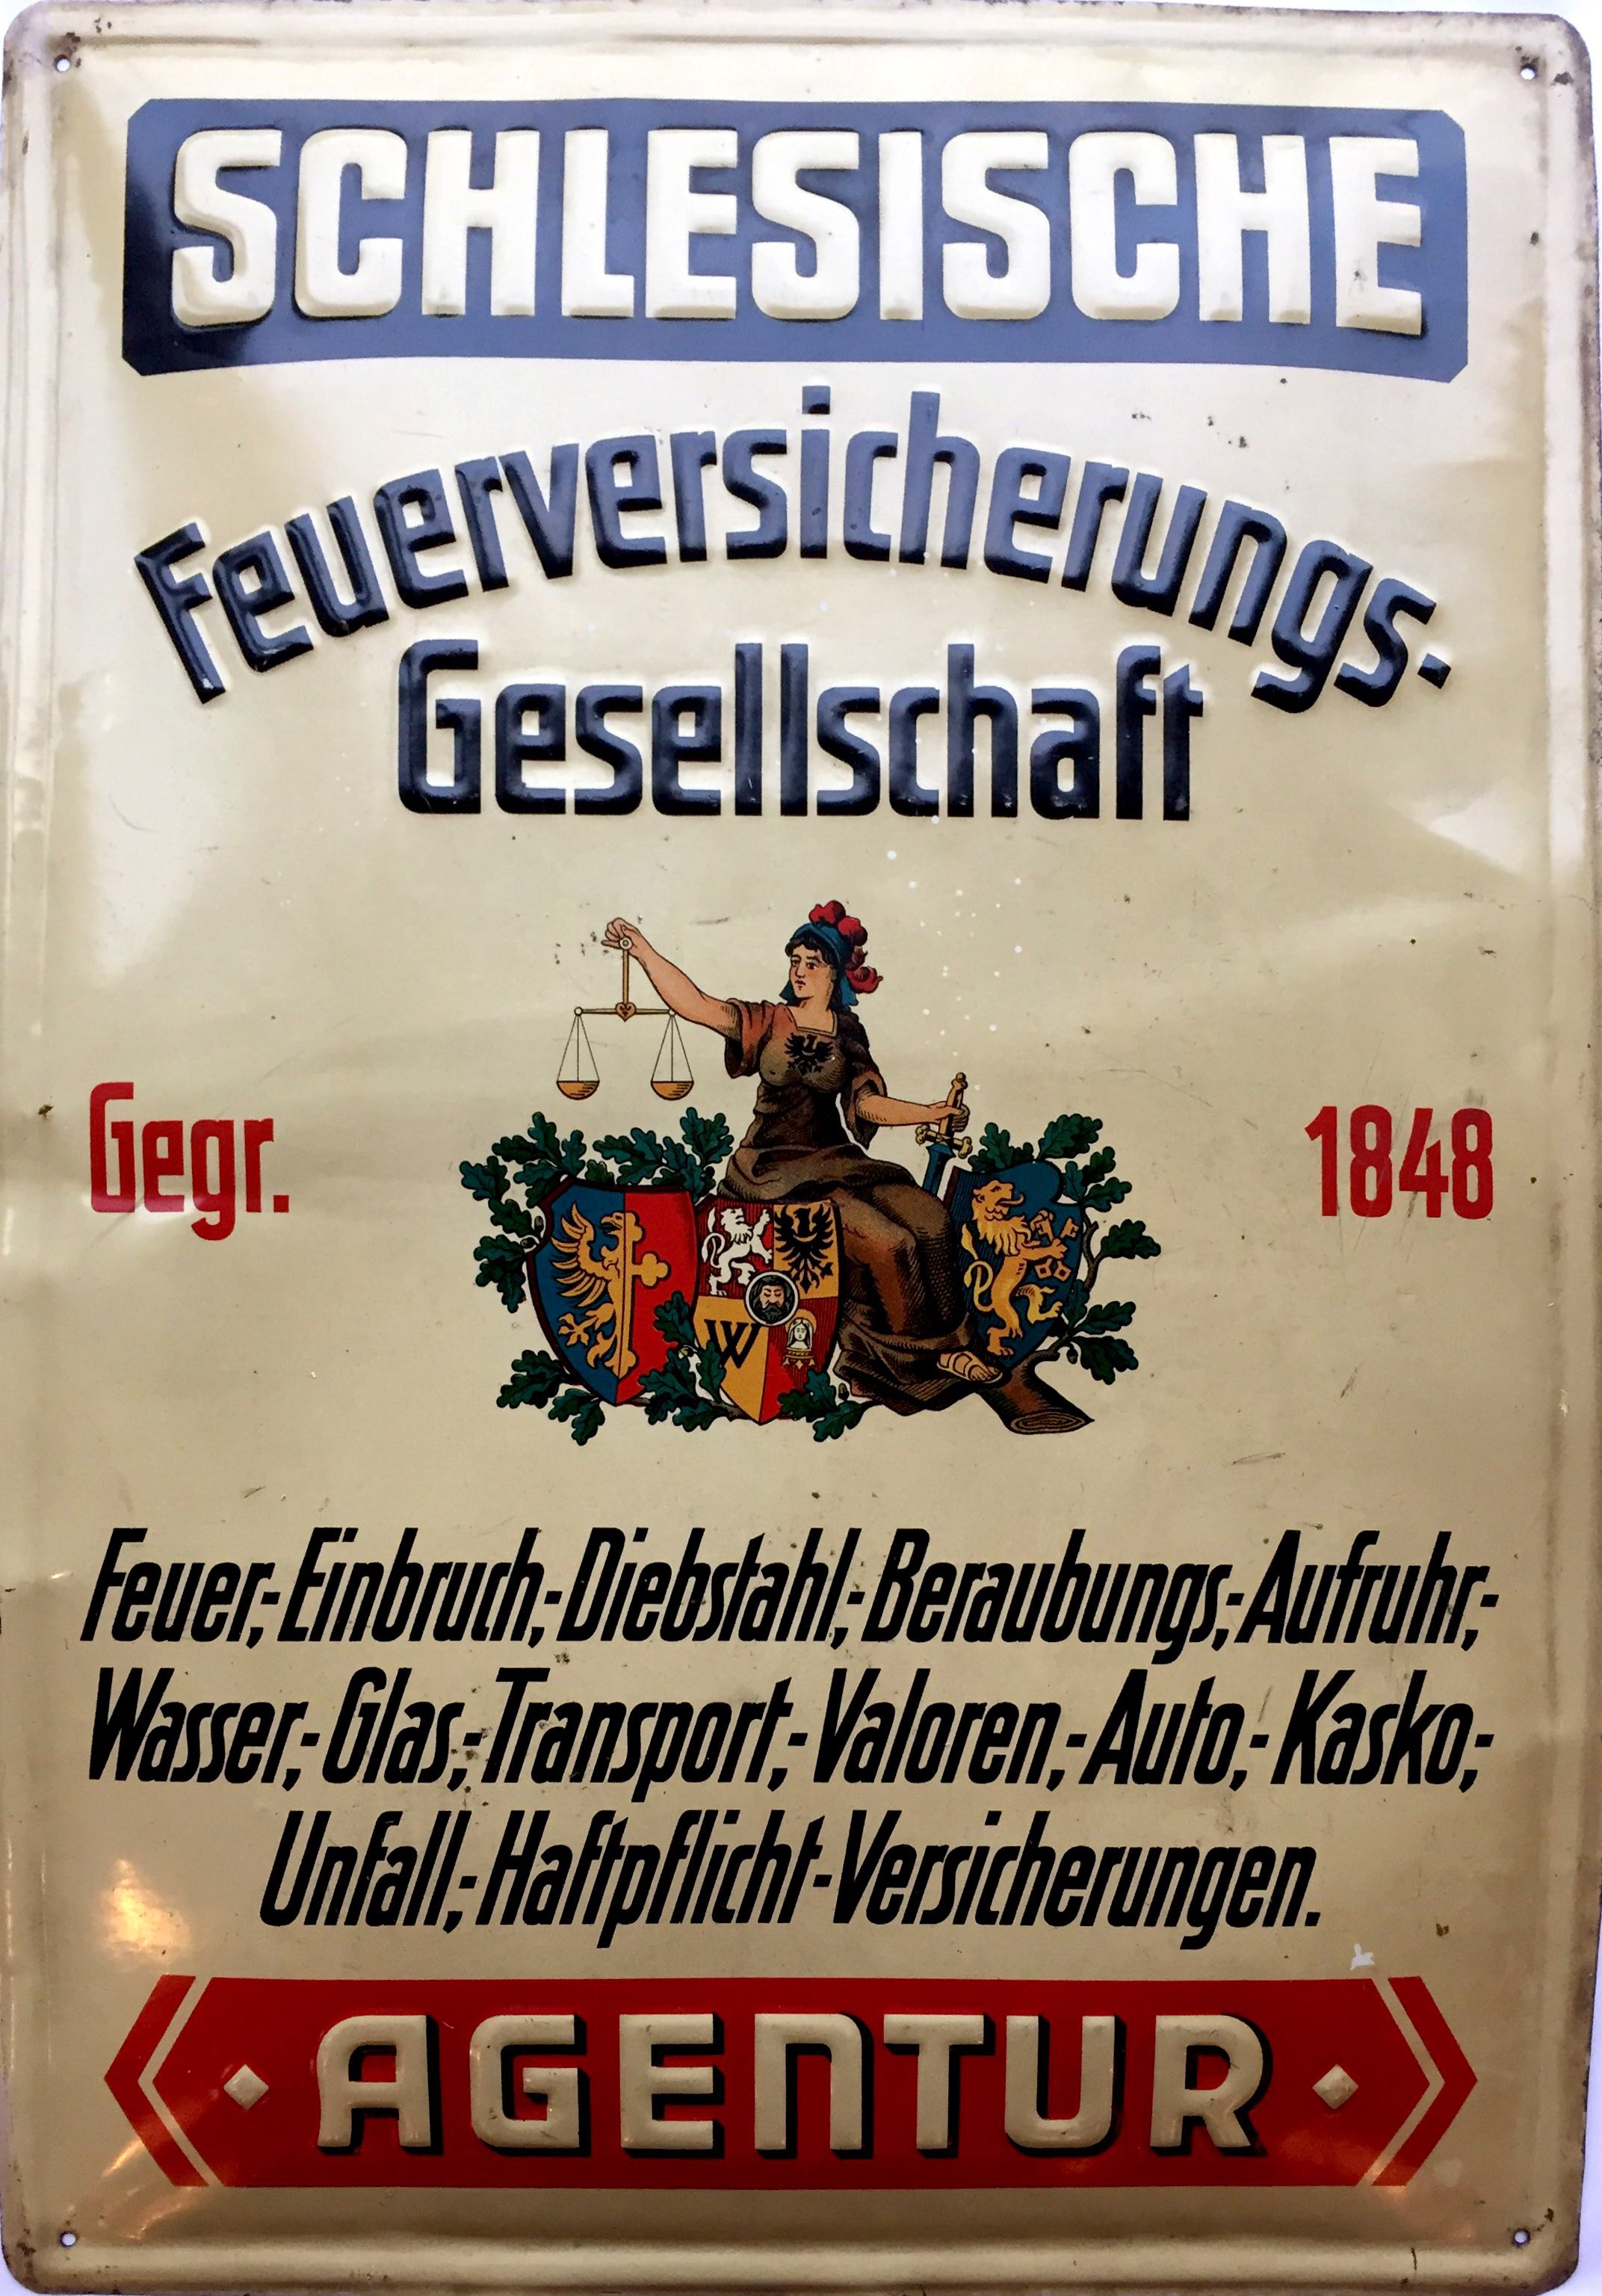 SCHLESISCHE
Feuerversicherungs-
Gesellschaft
Gegr. 1848
W
Feuer,-Einbruch,-Diebstahl,-Beraubungs,-Aufruhr,-
Wasser,-Glas,-Transport,-Valoren,-Auto,-Kasko,-
Unfall,-Haftpflicht-Versicherungen.
AGENTUR